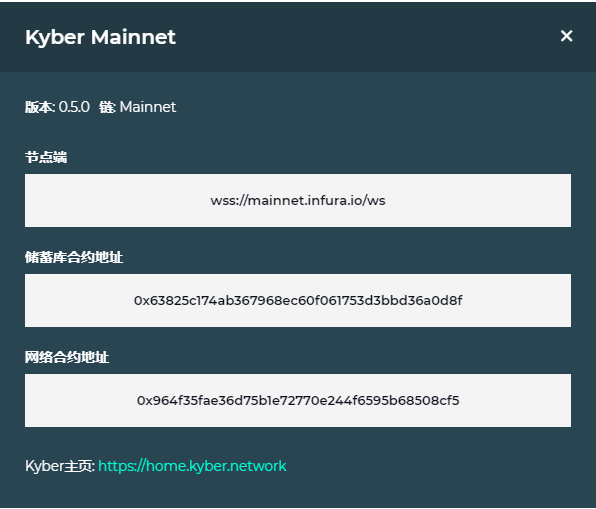 Kyber Mainnet
版本: 0.5.0 链: Mainnet
节点端
wss://mainnet.infura.io/ws
储蓄库合约地址
0x63825c174ab367968ec60f061753d3bbd36a0d8f
网络合约地址
0x964f35fae36d75b1e72770e244f6595b68508cf5
Kyber主页: https://home.kyber.network